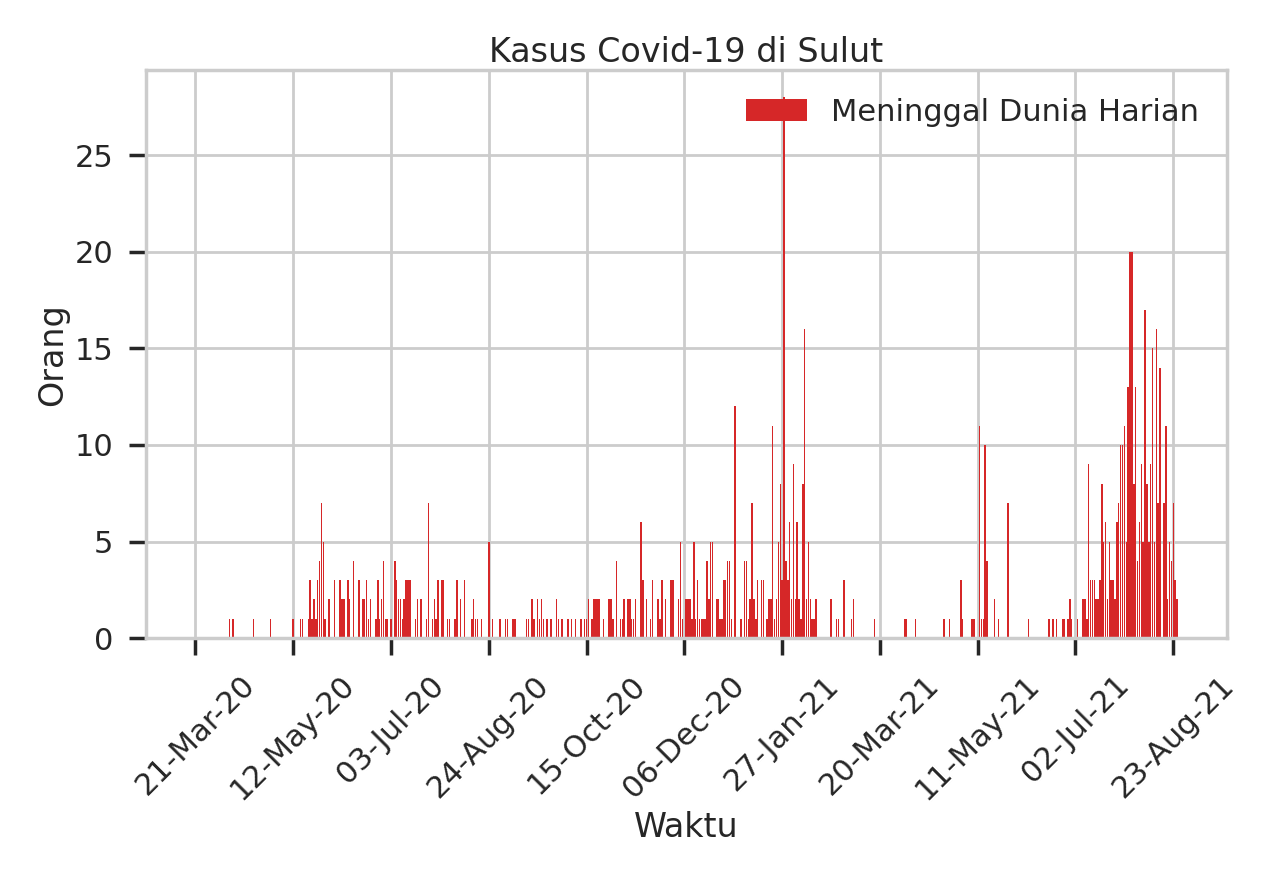 Kasus Covid-19 di Sulut
Meninggal Dunia Harian
Orang
25
20
15
10
5
0
21-Mar-20
12-May-20
03-Jul-20
24-Aug-20
15-Oct-20
06-Dec-20
27-Jan-21
20-Mar-21
11-May-21
02-Jul-21
23-Aug-21
Waktu